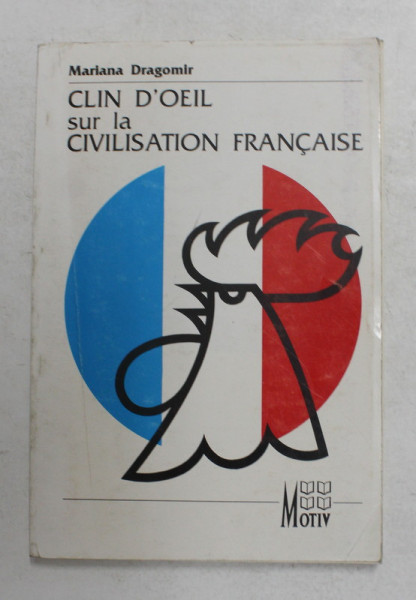 Mariana Dragomir
CLIN D'OEIL
sur la
CIVILISATION FRANÇAISE
MOTIV